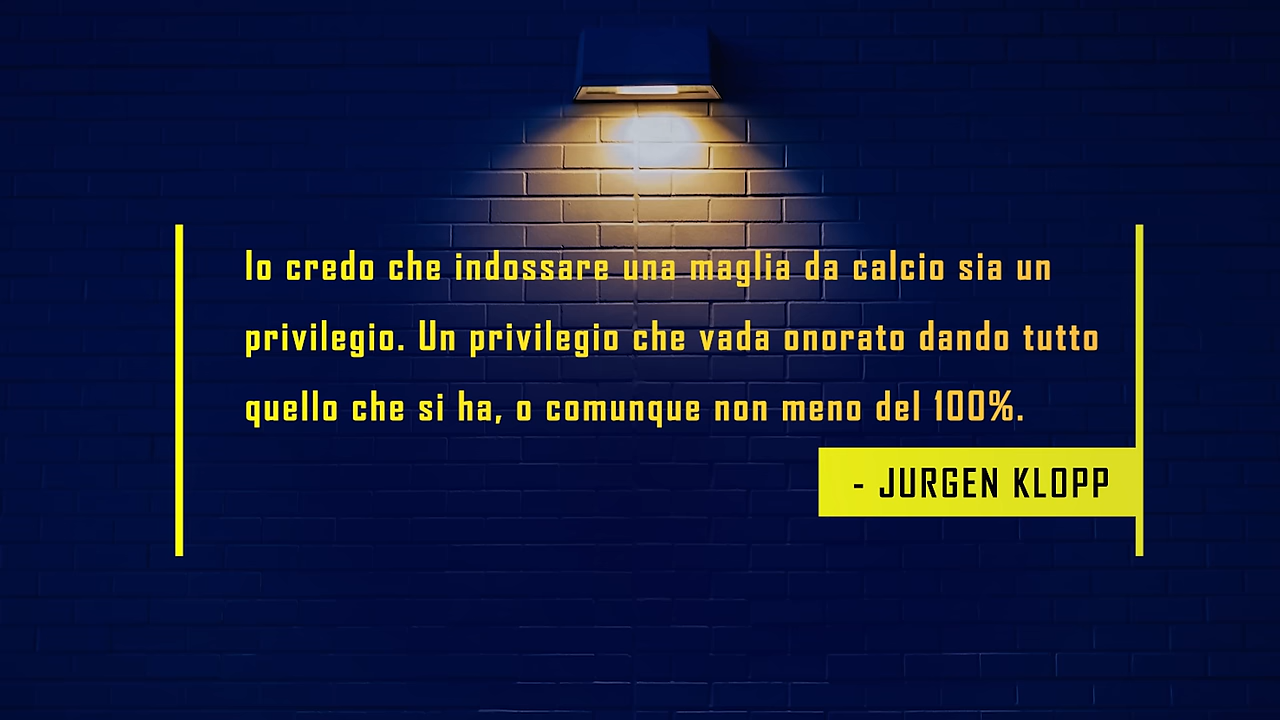 Io credo che indossare una maglia da calcio sia un
privilegio. Un privilegio che vada onorato dando tutto
quello che si ha, o comunque non meno del 100%.
- JURGEN KLOPP